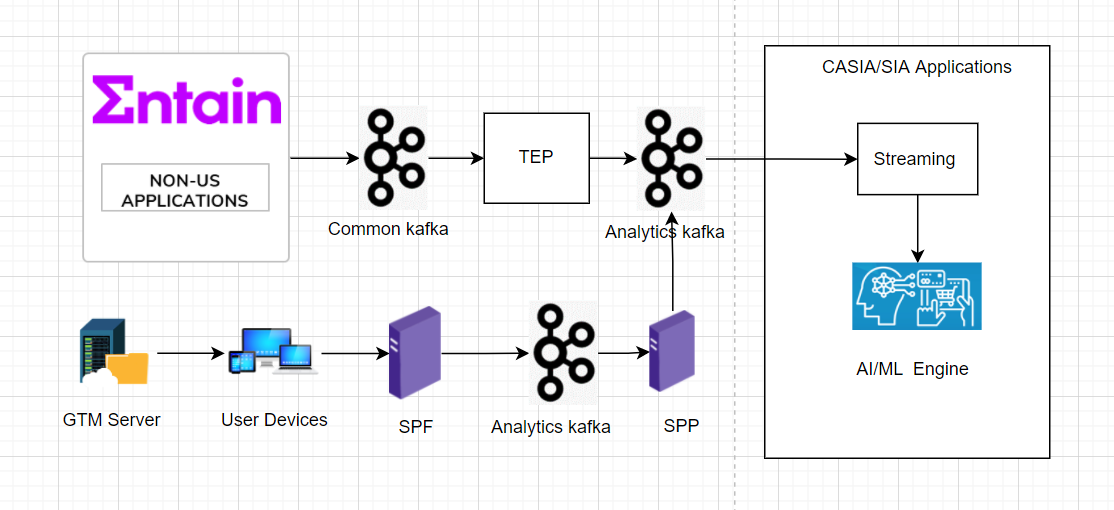 Σntain
NON-US
APPLICATIONS
Common kafka
TEP
Analytics kafka
CASIA/SIA Applications
Streaming
AI/ML  Engine
GTM Server
User Devices
SPF
Analytics kafka
SPP